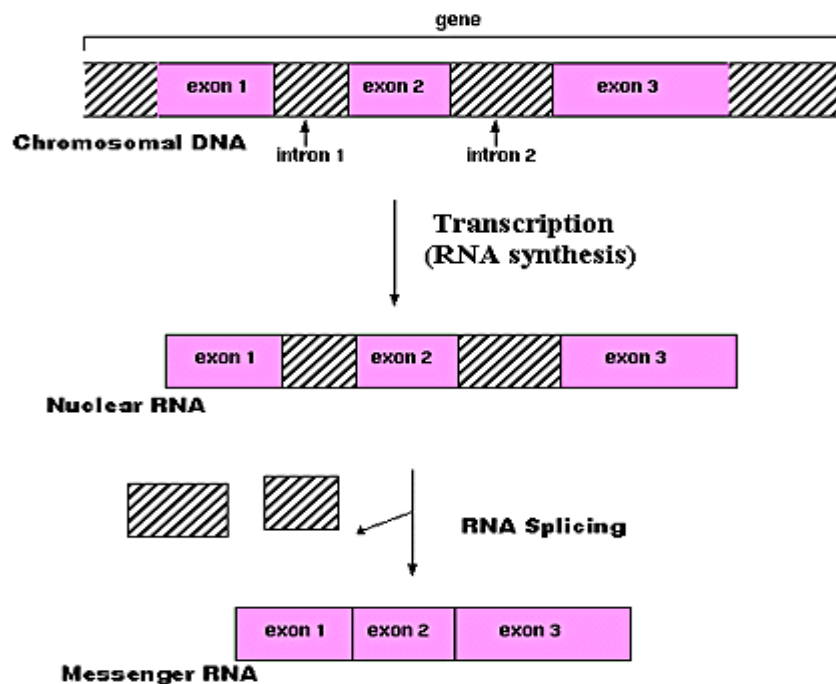 gene
exon 1 exon 2 exon 3
Chromosomal DNA
intron 1 intron 2
Transcription
(RNA synthesis)
exon 1 exon 2 exon 3
Nuclear RNA
RNA Splicing
exon 1 exon 2 exon 3
Messenger RNA